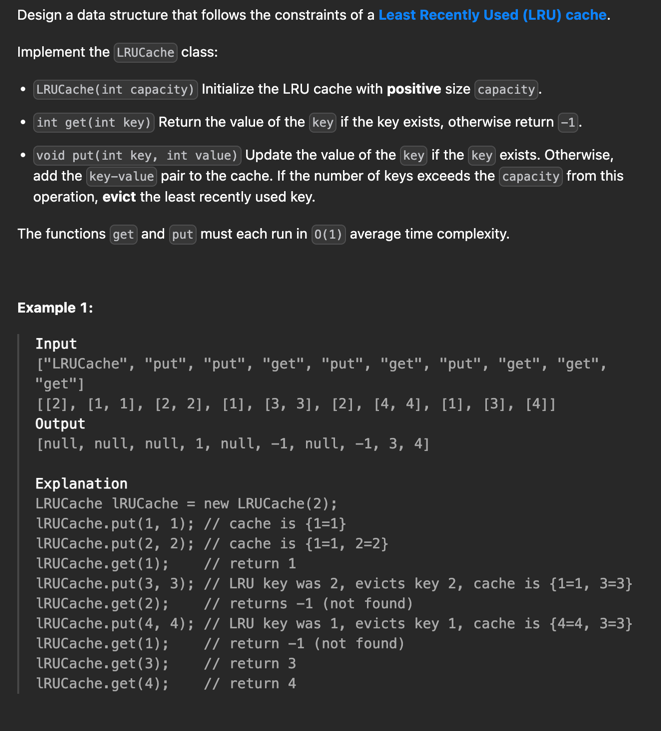 Design a data structure that follows the constraints of a Least Recently Used (LRU) cache.
Implement the LRUCache class:
• LRUCache(int capacity) Initialize the LRU cache with positive size capacity.
• int get(int key) Return the value of the key if the key exists, otherwise return -1.
• void put(int key, int value) Update the value of the key if the key exists. Otherwise,
add the key-value pair to the cache. If the number of keys exceeds the capacity from this
operation, evict the least recently used key.
The functions get and put must each run in O(1) average time complexity.
Example 1:
Input
["LRUCache", "put", "put", "get", "put", "get", "put", "get", "get",
"get"]
[[2], [1, 1], [2, 2], [1], [3, 3], [2], [4, 4], [1], [3], [4]]
Output
[null, null, null, 1, null, -1, null, -1, 3, 4]
Explanation
LRUCache lRUCache = new LRUCache(2);
lRUCache.put(1, 1); // cache is {1=1}
lRUCache.put(2, 2); // cache is {1=1, 2=2}
lRUCache.get(1);    // return 1
lRUCache.put(3, 3); // LRU key was 2, evicts key 2, cache is {1=1, 3=3}
lRUCache.get(2);    // returns -1 (not found)
lRUCache.put(4, 4); // LRU key was 1, evicts key 1, cache is {4=4, 3=3}
lRUCache.get(1);    // return -1 (not found)
lRUCache.get(3);    // return 3
lRUCache.get(4);    // return 4